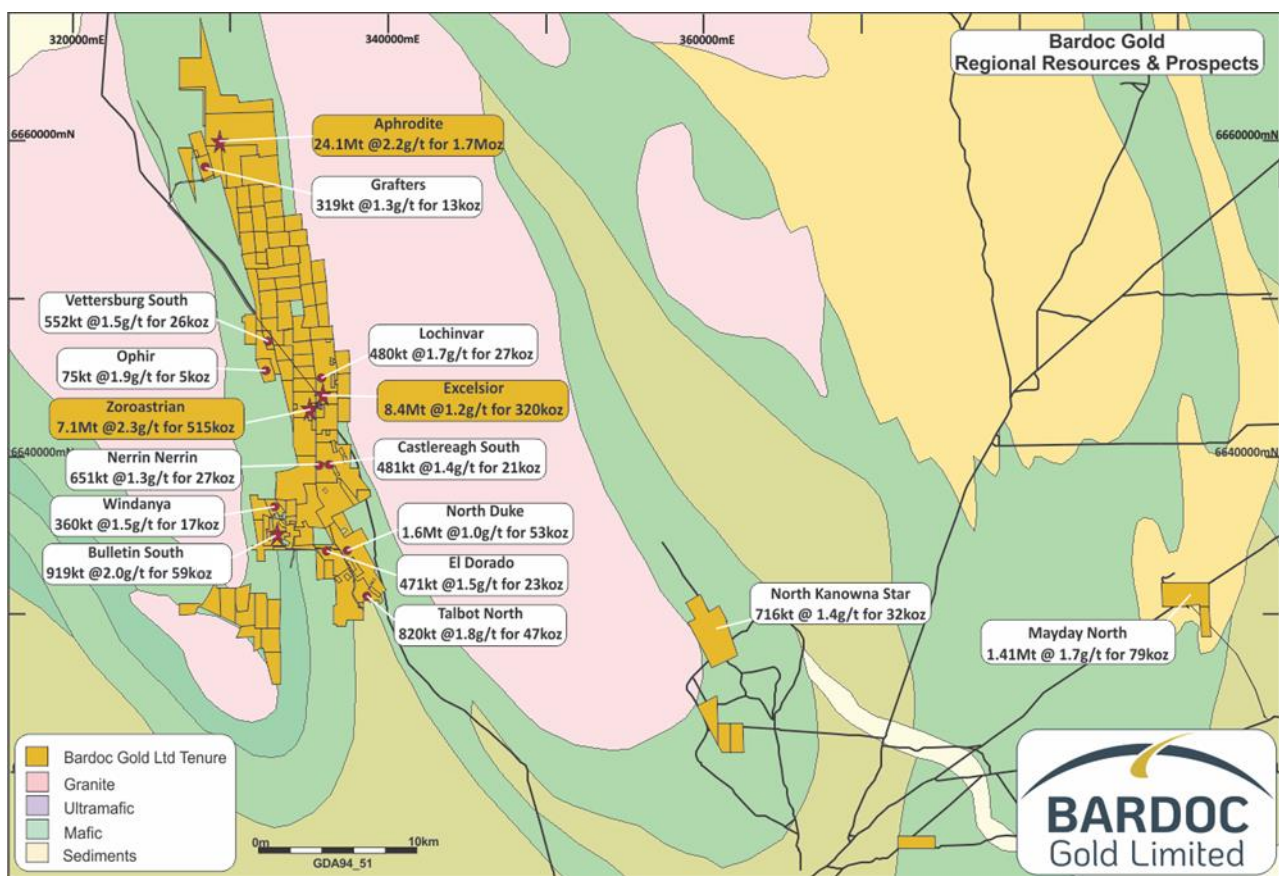 320000mE
340000mE
360000mE
Bardoc Gold
Regional Resources & Prospects
6660000mN
6660000mN
Aphrodite
24.1Mt @2.2g/t for 1.7Moz
Grafters
319kt @1.3g/t for 13koz
Vettersburg South
552kt @1.5g/t for 26koz
Lochinvar
480kt @1.7g/t for 27koz
Ophir
75kt @1.9g/t for 5koz
Excelsior
8.4Mt @1.2g/t for 320koz
Zoroastrian
7.1Mt @2.3g/t for 515koz
6640000mN
6640000mN
Nerrin Nerrin
651kt @1.3g/t for 27koz
Castlereagh South
481kt @1.4g/t for 21koz
Windanya
360kt @1.5g/t for 17koz
North Duke
1.6Mt @1.0g/t for 53koz
Bulletin South
919kt @2.0g/t for 59koz
El Dorado
471kt @1.5g/t for 23koz
Talbot North
820kt @1.8g/t for 47koz
North Kanowna Star
716kt @ 1.4g/t for 32koz
Mayday North
1.41Mt @ 1.7g/t for 79koz
Bardoc Gold Ltd Tenure
Granite
Ultramafic
Mafic
Sediments
0m
10km
GDA94_51
BARDOC
Gold Limited